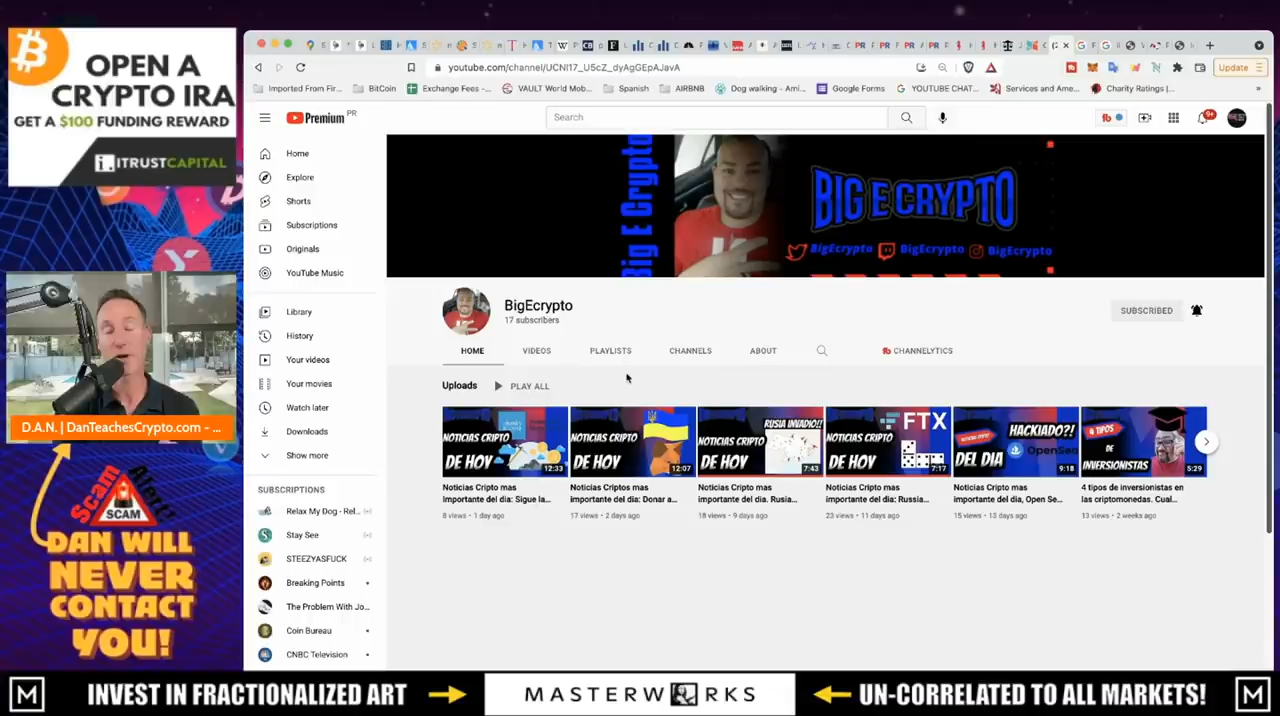 OPEN A
CRYPTO IRA
GET A $100 FUNDING REWARD
ITRUSTCAPITAL
D.A.N. | DanTeachesCrypto.com - ...
Scam Alert
SCAM
DAN WILL
NEVER
CONTACT
YOU!
youtube.com/channel/UCNI17_U5cZ_dyAgGEpAJavA
Update
Imported From Fir...
BitCoin
Exchange Fees -...
VAULT World Mob...
Spanish
AIRBNB
Dog walking - Ami...
Google Forms
YOUTUBE CHAT...
Services and Ame...
Charity Ratings |...
Premium PR
Search
9+
Home
Explore
Shorts
Subscriptions
Originals
YouTube Music
Library
History
Your videos
Your movies
Watch later
Downloads
Show more
SUBSCRIPTIONS
Relax My Dog - Rel...
Stay See
STEEZYASFUCK
Breaking Points
The Problem With Jo...
Coin Bureau
CNBC Television
Big E Crypto
BIG E CRYPTO
BigEcrypto BigEcrypto BigEcrypto
BigEcrypto
17 subscribers
SUBSCRIBED
HOME VIDEOS PLAYLISTS CHANNELS ABOUT CHANNELYTICS
Uploads PLAY ALL
NOTICIAS CRIPTO
DE HOY
12:33
Noticias Cripto mas
importante del dia: Sigue la...
8 views • 1 day ago
NOTICIAS CRIPTO
DE HOY
12:07
Noticias Criptos mas
importante del dia: Donar a...
17 views • 2 days ago
RUSIA INVADIO!!
NOTICIAS CRIPTO
DE HOY
7:43
Noticias Cripto mas
importante del dia. Rusia...
18 views • 9 days ago
FTX
NOTICIAS CRIPTO
DE HOY
7:17
Noticias Cripto mas
importante del dia: Russia...
23 views • 11 days ago
HACKIADO?!
OpenSea
DEL DIA
9:18
Noticias Cripto mas
importante del dia, Open Se...
15 views • 13 days ago
4 TIPOS
DE
INVERSIONISTAS
5:29
4 tipos de inversionistas en
las criptomonedas. Cual...
13 views • 2 weeks ago
INVEST IN FRACTIONALIZED ART
MASTERWORKS
UN-CORRELATED TO ALL MARKETS!